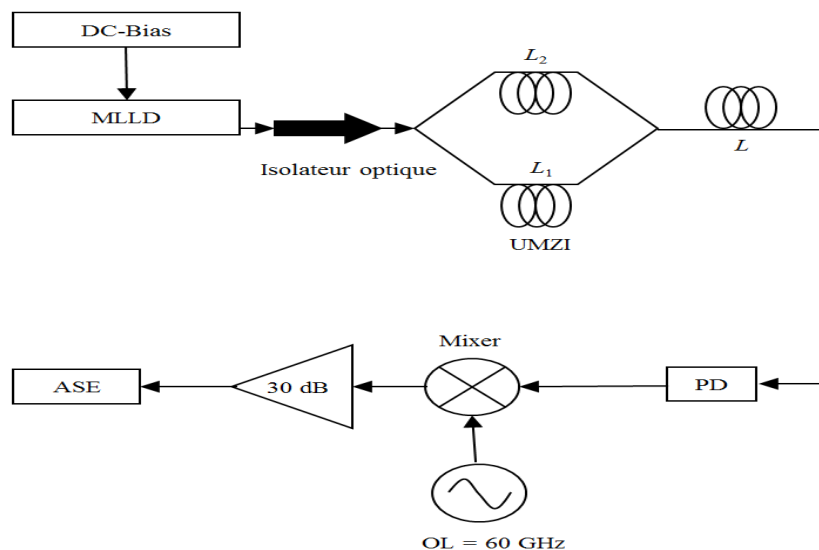 DC-Bias
MLLD
Isolateur optique
L2
L1
UMZI
L
Mixer
ASE
30 dB
PD
OL = 60 GHz